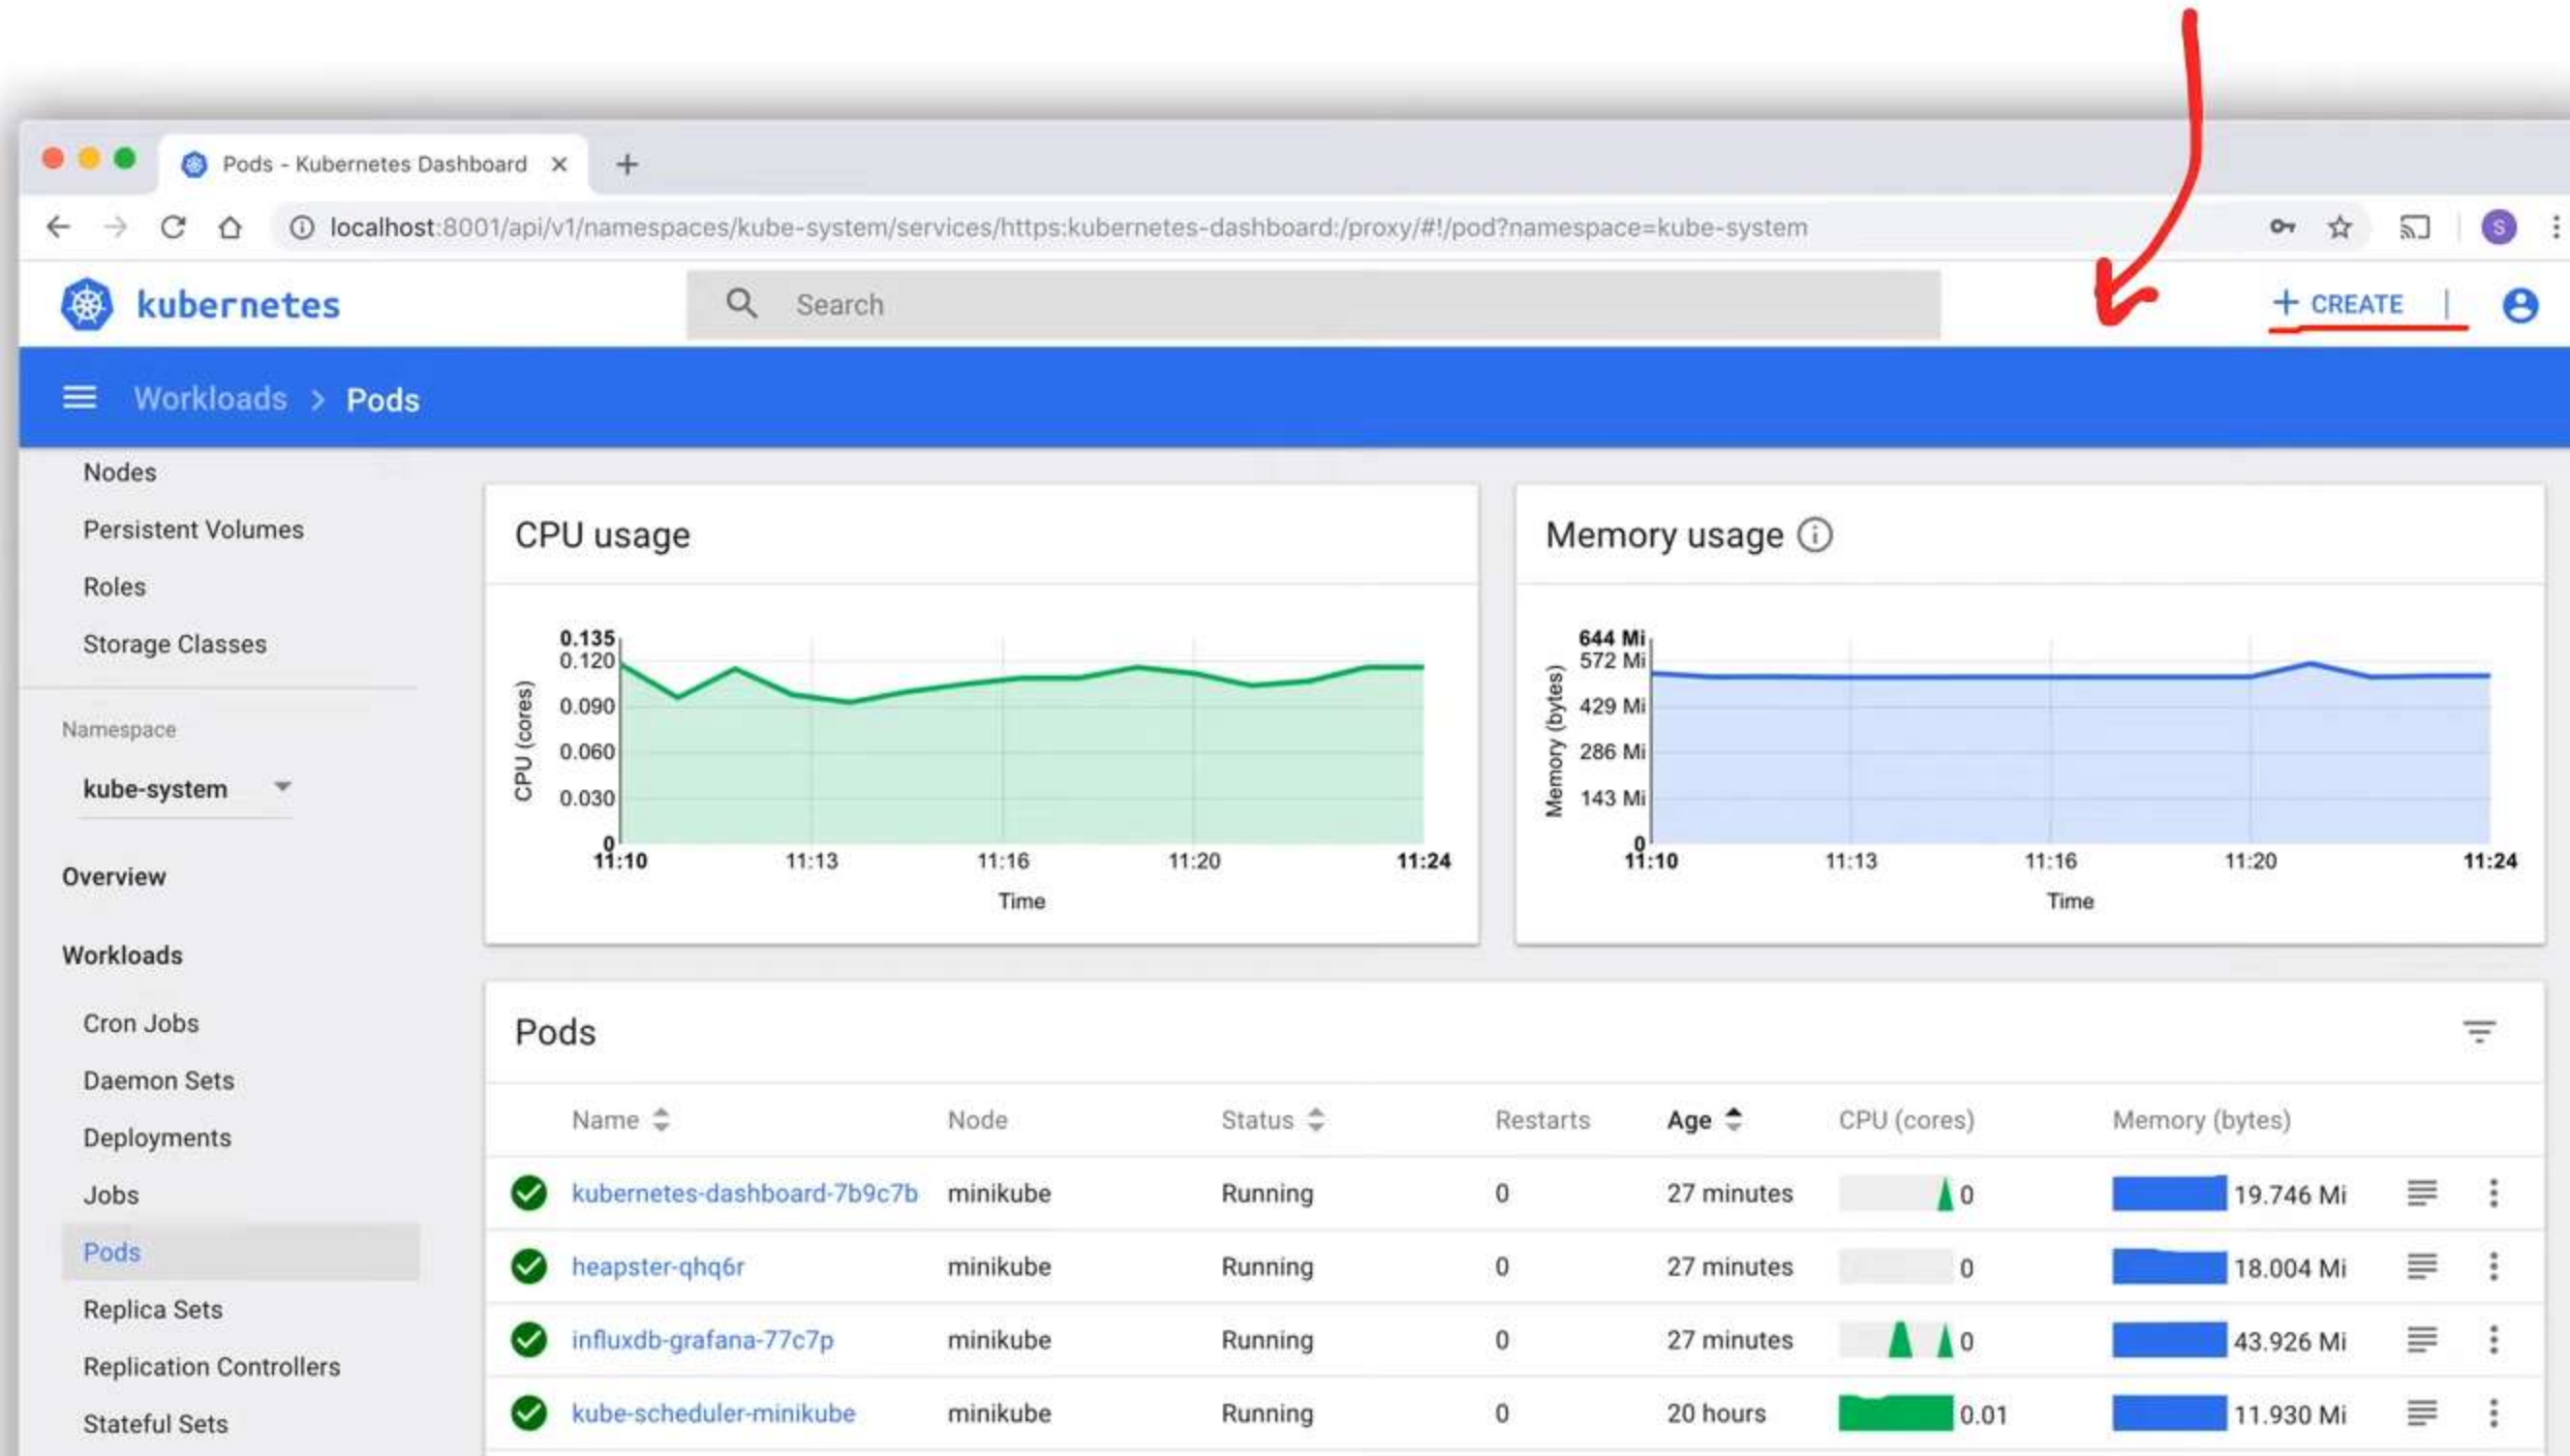 Pods - Kubernetes Dashboard
localhost:8001/api/v1/namespaces/kube-system/services/https:kubernetes-dashboard:/proxy/#!/pod?namespace=kube-system
S
kubernetes
Search
+ CREATE |
Workloads > Pods
Nodes
Persistent Volumes
Roles
Storage Classes
Namespace
kube-system
Overview
Workloads
Cron Jobs
Daemon Sets
Deployments
Jobs
Pods
Replica Sets
Replication Controllers
Stateful Sets
CPU usage
CPU (cores)
0.135
0.120
0.090
0.060
0.030
0
11:10 11:13 11:16 11:20 11:24
Time
Memory usage
Memory (bytes)
644 Mi
572 Mi
429 Mi
286 Mi
143 Mi
0
11:10 11:13 11:16 11:20 11:24
Time
Pods
Name Node Status Restarts Age CPU (cores) Memory (bytes)
kubernetes-dashboard-7b9c7b minikube Running 0 27 minutes 0 19.746 Mi
heapster-qhq6r minikube Running 0 27 minutes 0 18.004 Mi
influxdb-grafana-77c7p minikube Running 0 27 minutes 0 43.926 Mi
kube-scheduler-minikube minikube Running 0 20 hours 0.01 11.930 Mi